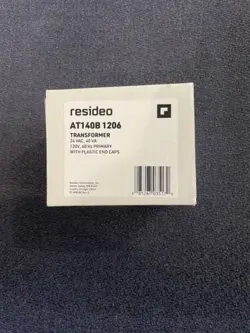 resideo
AT140B 1206
TRANSFORMER
24 VAC, 40 VA
120V, 60 Hz PRIMARY
WITH PLASTIC END CAPS